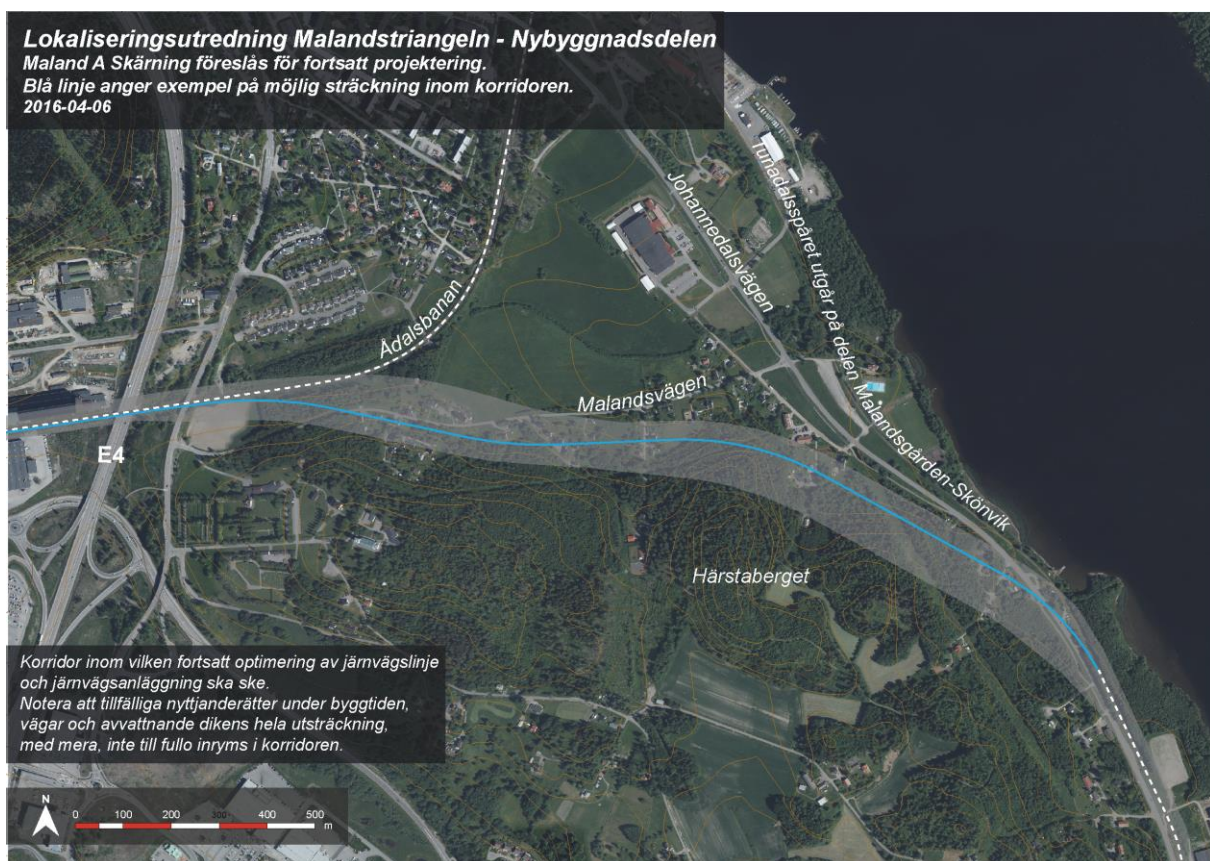 Lokaliseringsutredning Malandstriangeln - Nybyggnadsdelen
Maland A Skärning föreslås för fortsatt projektering.
Blå linje anger exempel på möjlig sträckning inom korridoren.
2016-04-06
Tunadalsspåret utgår på delen Malandsgården-Skönvik
Johannedalsvägen
Ådalsbanan
Malandsvägen
E4
Härstaberget
Korridor inom vilken fortsatt optimering av järnvägslinje
och järnvägsanläggning ska ske.
Notera att tillfälliga nyttjanderätter under byggtiden,
vägar och avvattnande dikens hela utsträckning,
med mera, inte till fullo inryms i korridoren.
N
0 100 200 300 400 500
m